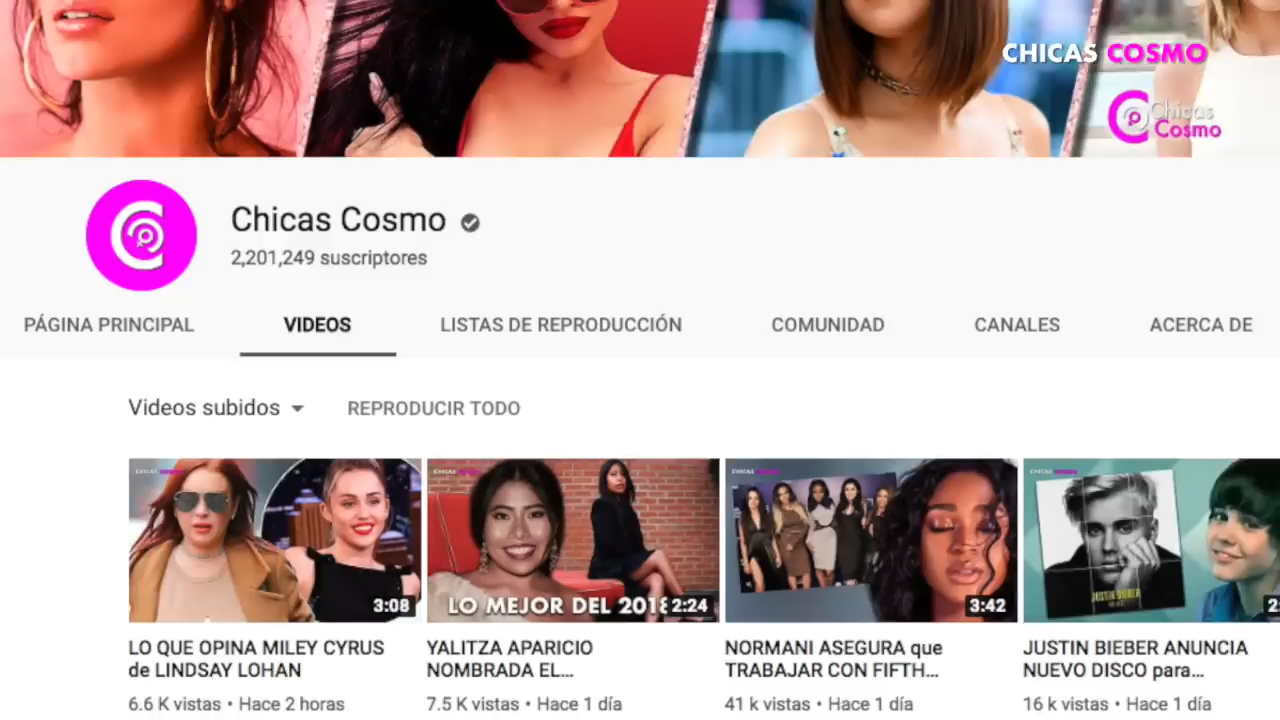 CHICAS COSMO
Chicas
Cosmo
Chicas Cosmo
2,201,249 suscriptores
PÁGINA PRINCIPAL
VIDEOS
LISTAS DE REPRODUCCIÓN
COMUNIDAD
CANALES
ACERCA DE
Videos subidos
REPRODUCIR TODO
3:08
LO MEJOR DEL 2018
2:24
3:42
JUSTIN BIEBER
LO QUE OPINA MILEY CYRUS
de LINDSAY LOHAN
6.6 K vistas • Hace 2 horas
YALITZA APARICIO
NOMBRADA EL...
7.5 K vistas • Hace 1 día
NORMANI ASEGURA que
TRABAJAR CON FIFTH...
41 k vistas • Hace 1 día
JUSTIN BIEBER ANUNCIA
NUEVO DISCO para...
16 k vistas • Hace 1 día